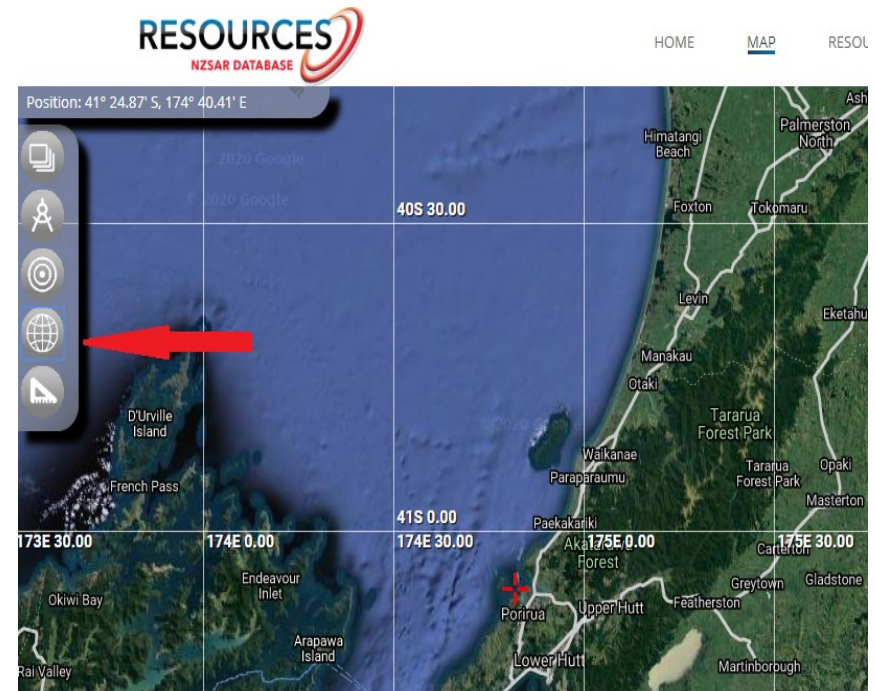 RESOURCES
NZSAR DATABASE
HOME
MAP
RESOU
Position: 41° 24.87' S, 174° 40.41' E
Ash
Palmerston
North
Himatangi
Beach
© 2020 Google
© 2020 Google
40S 30.00
Foxton
Tokomaru
Levin
Eketahu
Manakau
Otaki
D'Urville
Island
Tararua
Forest Park
© 2020 Google
Waikanae
Paraparaumu
Tararua
Forest Park
Opaki
French Pass
Masterton
41S 0.00
Paekakariki
173E 30.00
174E 0.00
174E 30.00
Akatarawa
Forest
175E 0.00
175E 30.00
Carterton
Endeavour
Inlet
Okiwi Bay
Greytown
Gladstone
Porirua
Upper Hutt
Featherston
Arapawa
Island
Lower Hutt
Rai Valley
Martinborough